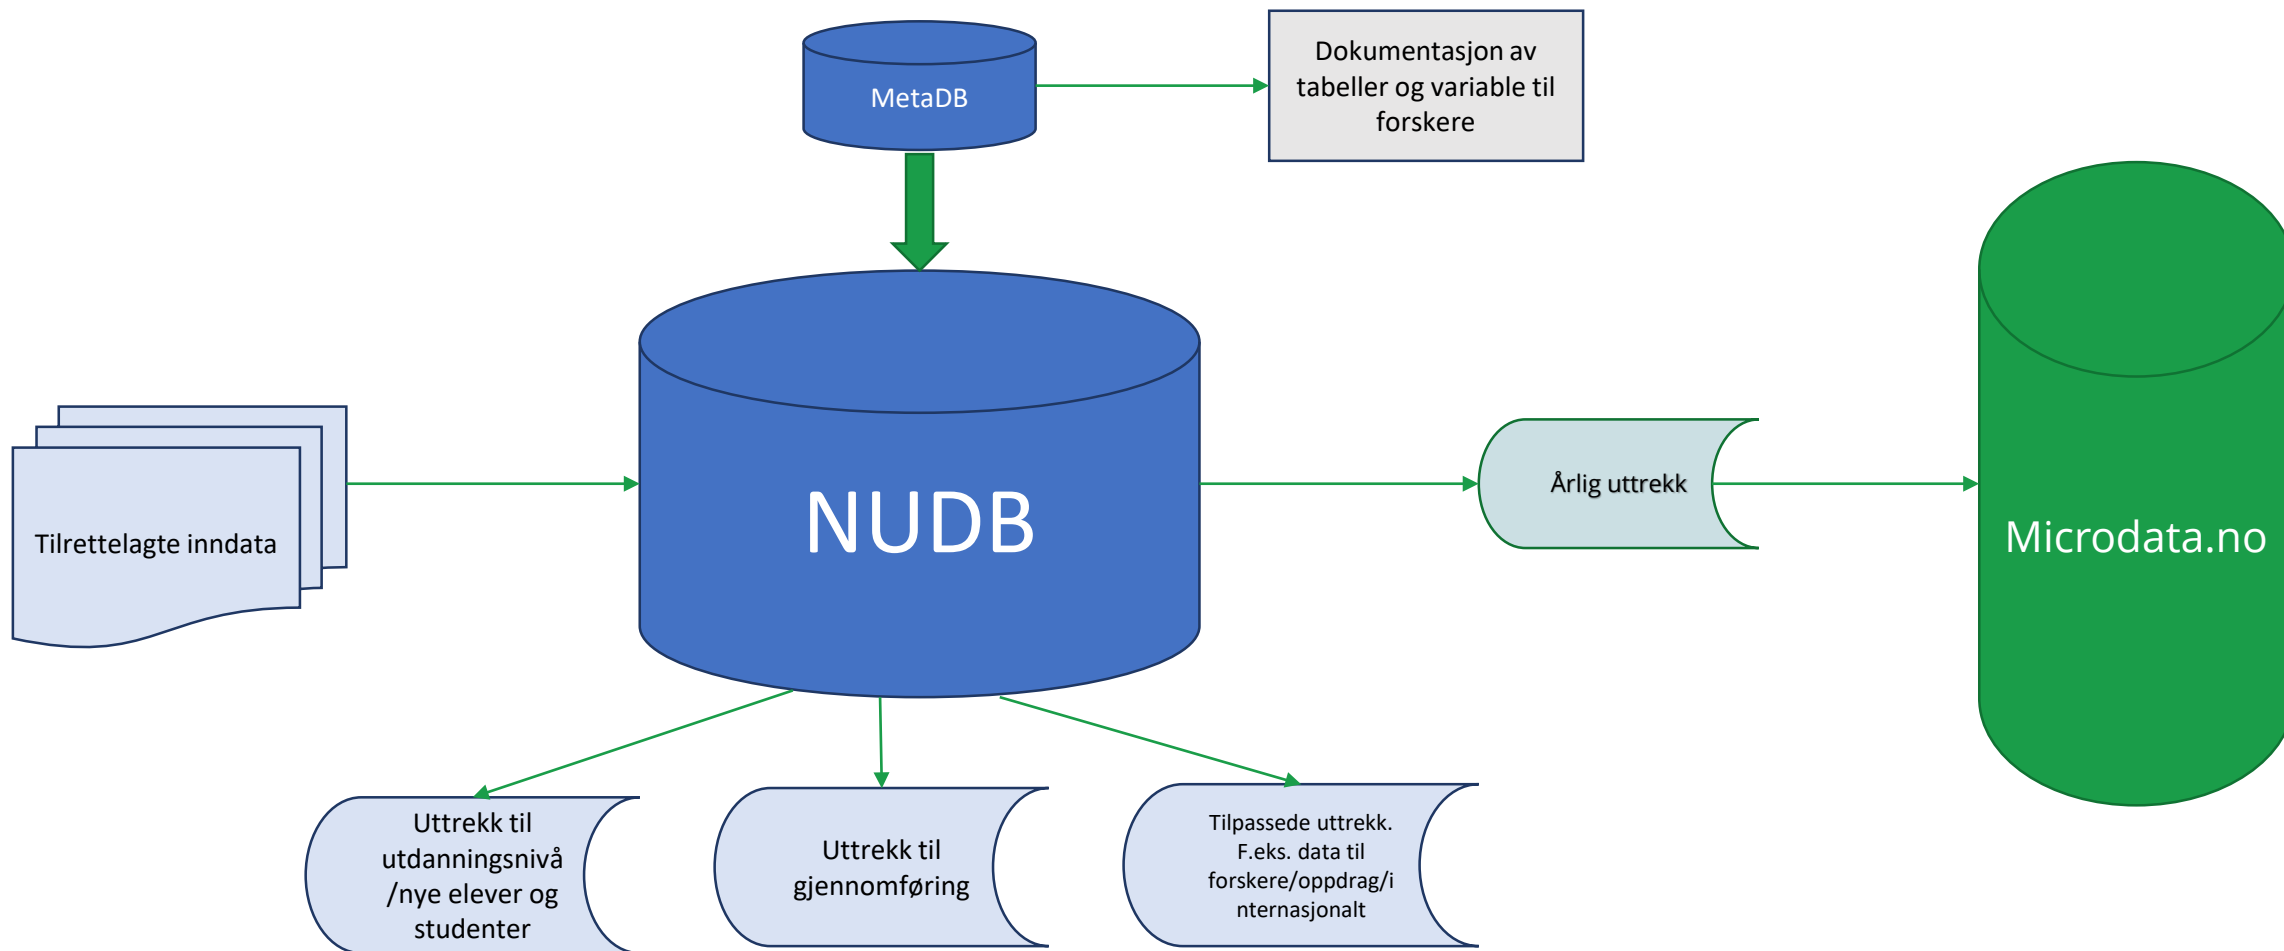 MetaDB
Dokumentasjon av
tabeller og variable til
forskere
Tilrettelagte inndata
NUDB
Årlig uttrekk
Microdata.no
Uttrekk til
utdanningsnivå
/nye elever og
studenter
Uttrekk til
gjennomføring
Tilpassede uttrekk.
F.eks. data til
forskere/oppdrag/i
nternasjonalt